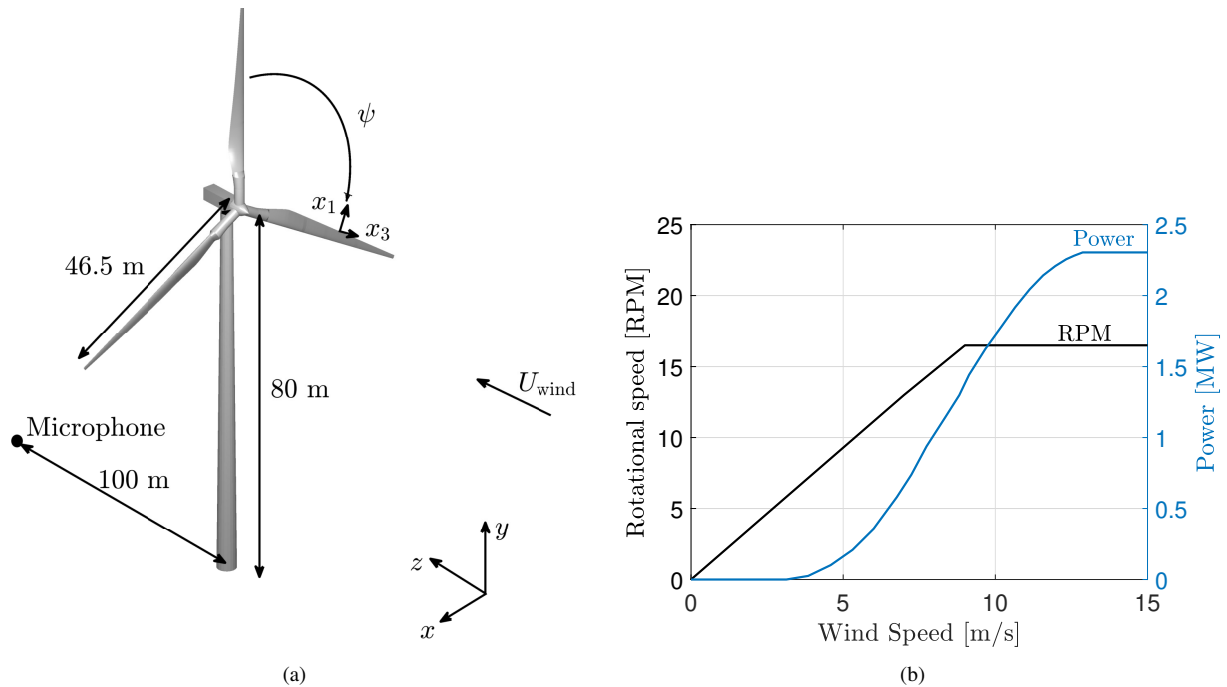 ψ
x₁
x₃
46.5 m
80 m
U_wind
Microphone
100 m
y
z
x
(a)
25
20
15
10
5
0
Rotational speed [RPM]
2.5
2
1.5
1
0.5
0
Power [MW]
Power
RPM
0
5
10
15
Wind Speed [m/s]
(b)